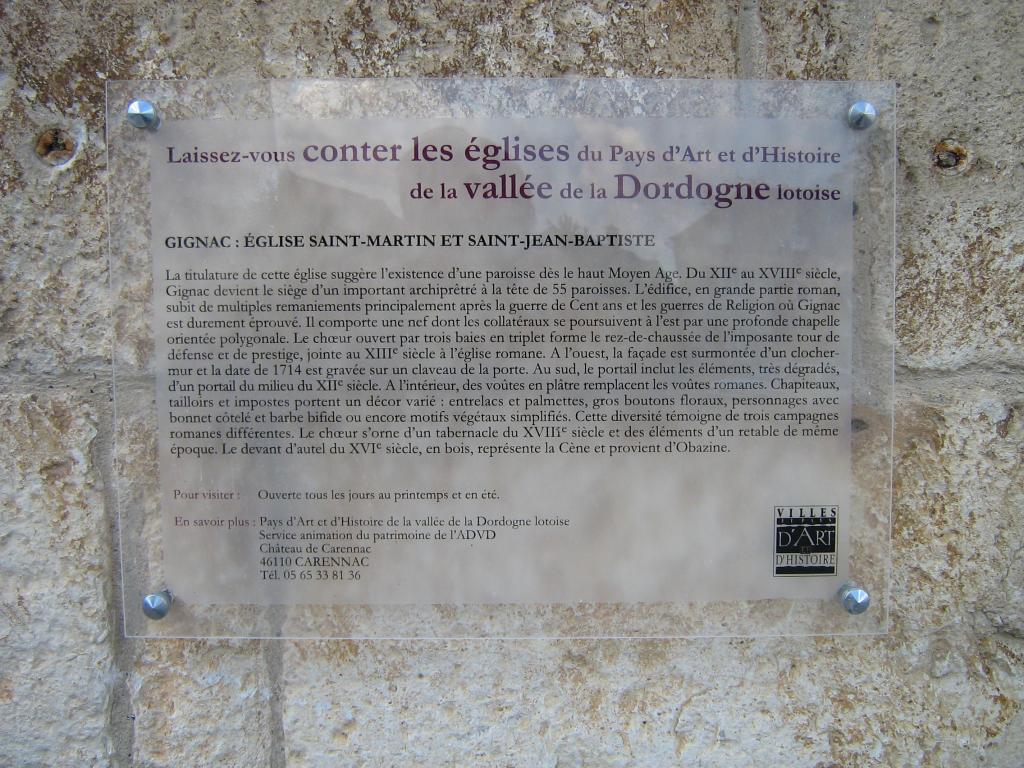 Laissez-vous conter les églises du Pays d'Art et d'Histoire
de la vallée de la Dordogne lotoise
GIGNAC : ÉGLISE SAINT-MARTIN ET SAINT-JEAN-BAPTISTE
La titulature de cette église suggère l'existence d'une paroisse dès le haut Moyen Age. Du XIIe au XVIIIe siècle,
Gignac devient le siège d'un important archiprêtré à la tête de 55 paroisses. L'édifice, en grande partie roman,
subit de multiples remaniements principalement après la guerre de Cent ans et les guerres de Religion où Gignac
est durement éprouvé. Il comporte une nef dont les collatéraux se poursuivent à l'est par une profonde chapelle
orientée polygonale. Le chœur ouvert par trois baies en triplet forme le rez-de-chaussée de l'imposante tour de
défense et de prestige, jointe au XIIIe siècle à l'église romane. A l'ouest, la façade est surmontée d'un clocher-
mur et la date de 1714 est gravée sur un claveau de la porte. Au sud, le portail inclut les éléments, très dégradés,
d'un portail du milieu du XIIe siècle. A l'intérieur, des voûtes en plâtre remplacent les voûtes romanes. Chapiteaux,
tailloirs et impostes portent un décor varié : entrelacs et palmettes, gros boutons floraux, personnages avec
bonnet côtelé et barbe bifide ou encore motifs végétaux simplifiés. Cette diversité témoigne de trois campagnes
romanes différentes. Le chœur s'orne d'un tabernacle du XVIIIe siècle et des éléments d'un retable de même
époque. Le devant d'autel du XVIe siècle, en bois, représente la Cène et provient d'Obazine.
Pour visiter : Ouverte tous les jours au printemps et en été.
En savoir plus : Pays d'Art et d'Histoire de la vallée de la Dordogne lotoise
Service animation du patrimoine de l'ADVD
Château de Carennac
46110 CARENNAC
Tél. 05 65 33 81 36
VILLES
ET PAYS
D'ART
ET
D'HISTOIRE